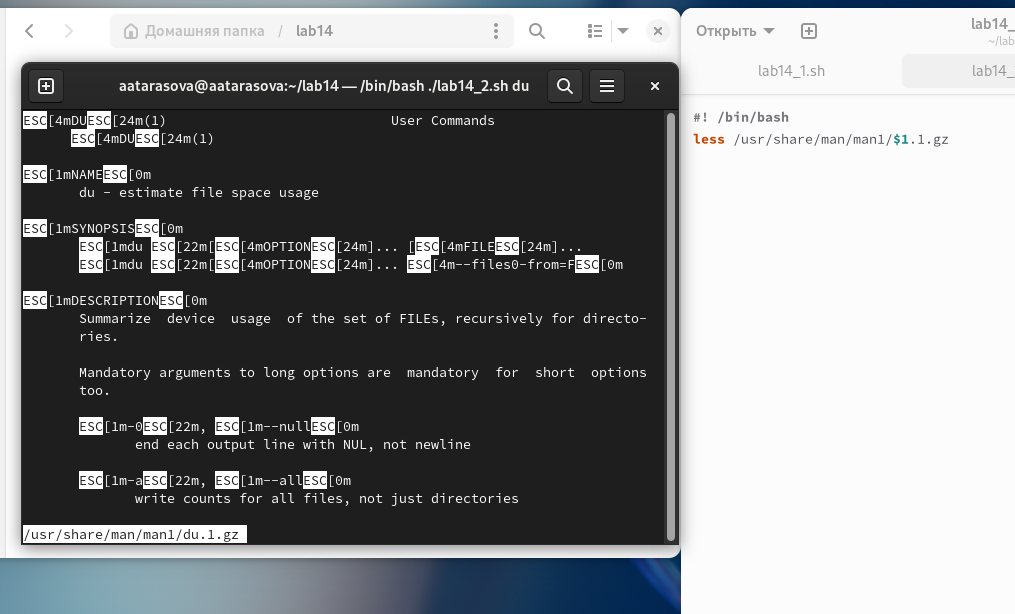 Домашняя папка / lab14
aatarasova@aatarasova:~/lab14 — /bin/bash ./lab14_2.sh du
ESC[4mDUESC[24m(1) User Commands
ESC[4mDUESC[24m(1)
ESC[1mNAMEESC[0m
du - estimate file space usage
ESC[1mSYNOPSISESC[0m
ESC[1mdu ESC[22m[ESC[4mOPTIONESC[24m]... [ESC[4mFILEESC[24m]...
ESC[1mdu ESC[22m[ESC[4mOPTIONESC[24m]... ESC[4m--files0-from=FESC[0m
ESC[1mDESCRIPTIONESC[0m
Summarize  device  usage  of the set of FILEs, recursively for directo-
ries.
Mandatory arguments to long options are  mandatory  for  short  options
too.
ESC[1m-0ESC[22m, ESC[1m--nullESC[0m
end each output line with NUL, not newline
ESC[1m-aESC[22m, ESC[1m--allESC[0m
write counts for all files, not just directories
/usr/share/man/man1/du.1.gz
Открыть
lab14_
~/lab
lab14_1.sh
lab14_
#! /bin/bash
less /usr/share/man/man1/$1.1.gz